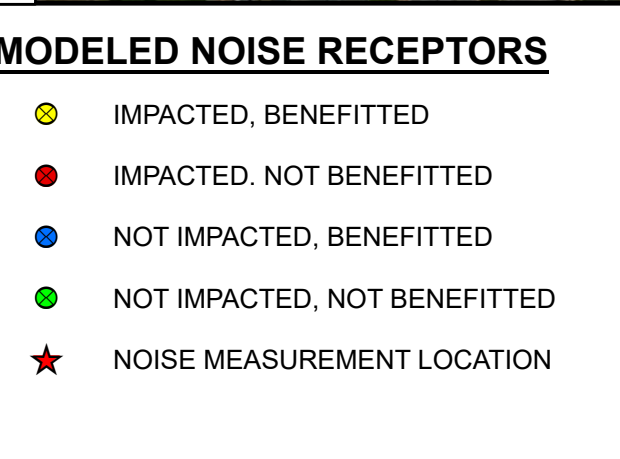 MODELED NOISE RECEPTORS
IMPACTED, BENEFITTED
IMPACTED. NOT BENEFITTED
NOT IMPACTED, BENEFITTED
NOT IMPACTED, NOT BENEFITTED
NOISE MEASUREMENT LOCATION